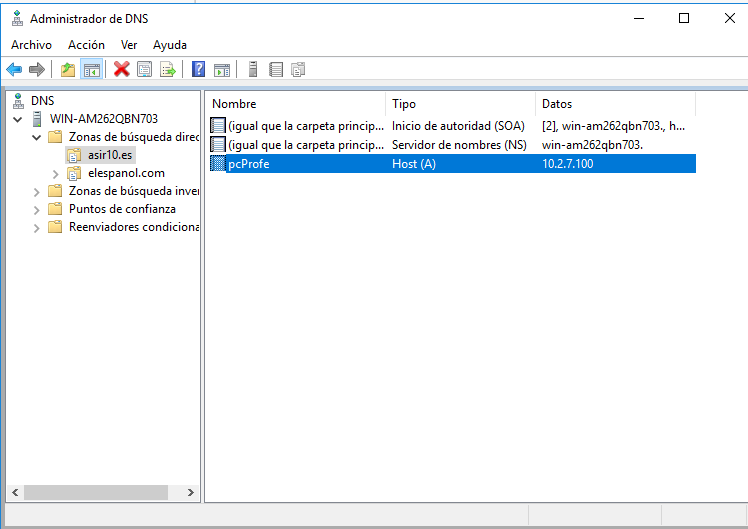 Administrador de DNS
Archivo Acción Ver Ayuda
DNS
WIN-AM262QBN703
Zonas de búsqueda direc
asir10.es
elespanol.com
Zonas de búsqueda inver
Puntos de confianza
Reenviadores condiciona
Nombre Tipo Datos
(igual que la carpeta princip... Inicio de autoridad (SOA) [2], win-am262qbn703., h...
(igual que la carpeta princip... Servidor de nombres (NS) win-am262qbn703.
pcProfe Host (A) 10.2.7.100